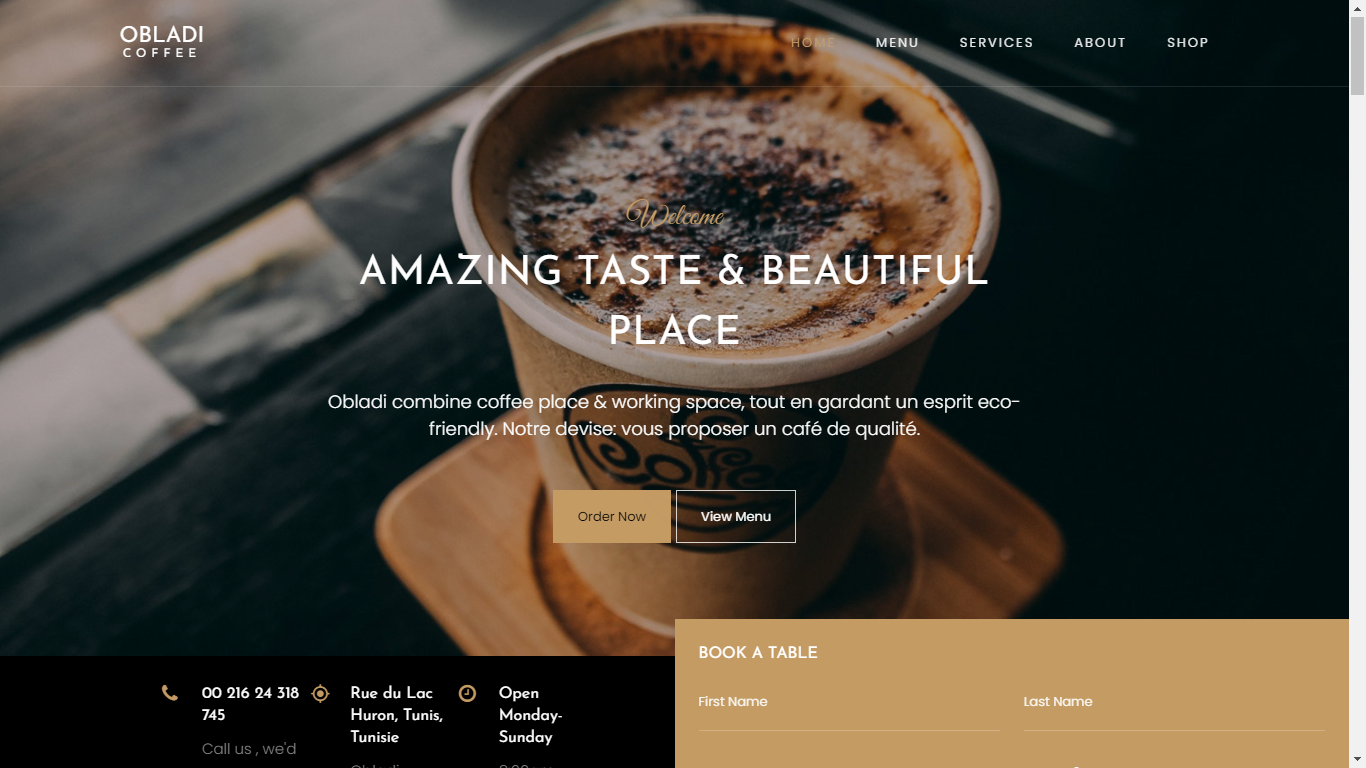 OBLADI
COFFEE
HOME MENU SERVICES ABOUT SHOP
Welcome
AMAZING TASTE & BEAUTIFUL
PLACE
Obladi combine coffee place & working space, tout en gardant un esprit eco-
friendly. Notre devise: vous proposer un café de qualité.
coffee
Order Now
View Menu
00 216 24 318
745
Call us , we'd
Rue du Lac
Huron, Tunis,
Tunisie
Open
Monday-
Sunday
BOOK A TABLE
First Name
Last Name